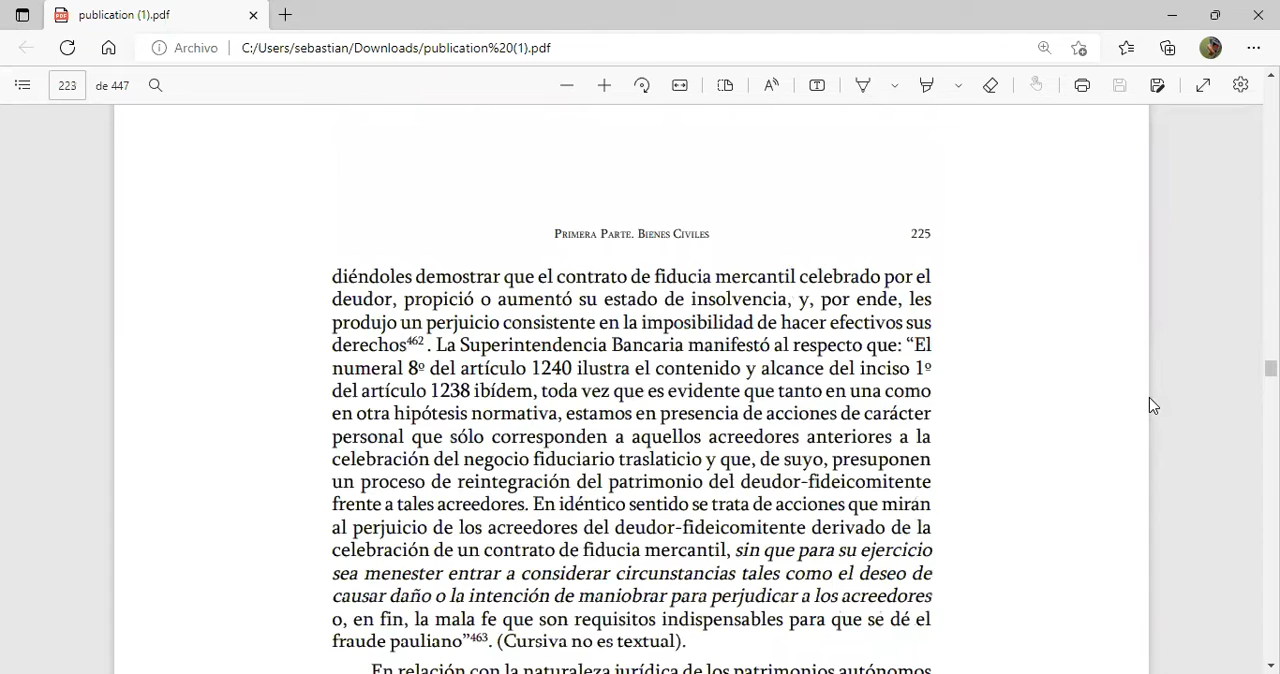 publication (1).pdf
Archivo
C:/Users/sebastian/Downloads/publication%20(1).pdf
223 de 447
PRIMERA PARTE. BIENES CIVILES 225
diéndoles demostrar que el contrato de fiducia mercantil celebrado por el
deudor, propició o aumentó su estado de insolvencia, y, por ende, les
produjo un perjuicio consistente en la imposibilidad de hacer efectivos sus
derechos⁴⁶². La Superintendencia Bancaria manifestó al respecto que: “El
numeral 8º del artículo 1240 ilustra el contenido y alcance del inciso 1º
del artículo 1238 ibídem, toda vez que es evidente que tanto en una como
en otra hipótesis normativa, estamos en presencia de acciones de carácter
personal que sólo corresponden a aquellos acreedores anteriores a la
celebración del negocio fiduciario traslaticio y que, de suyo, presuponen
un proceso de reintegración del patrimonio del deudor-fideicomitente
frente a tales acreedores. En idéntico sentido se trata de acciones que miran
al perjuicio de los acreedores del deudor-fideicomitente derivado de la
celebración de un contrato de fiducia mercantil, sin que para su ejercicio
sea menester entrar a considerar circunstancias tales como el deseo de
causar daño o la intención de maniobrar para perjudicar a los acreedores
o, en fin, la mala fe que son requisitos indispensables para que se dé el
fraude pauliano”⁴⁶³. (Cursiva no es textual).
En relación con la naturaleza jurídica de los patrimonios autónomos